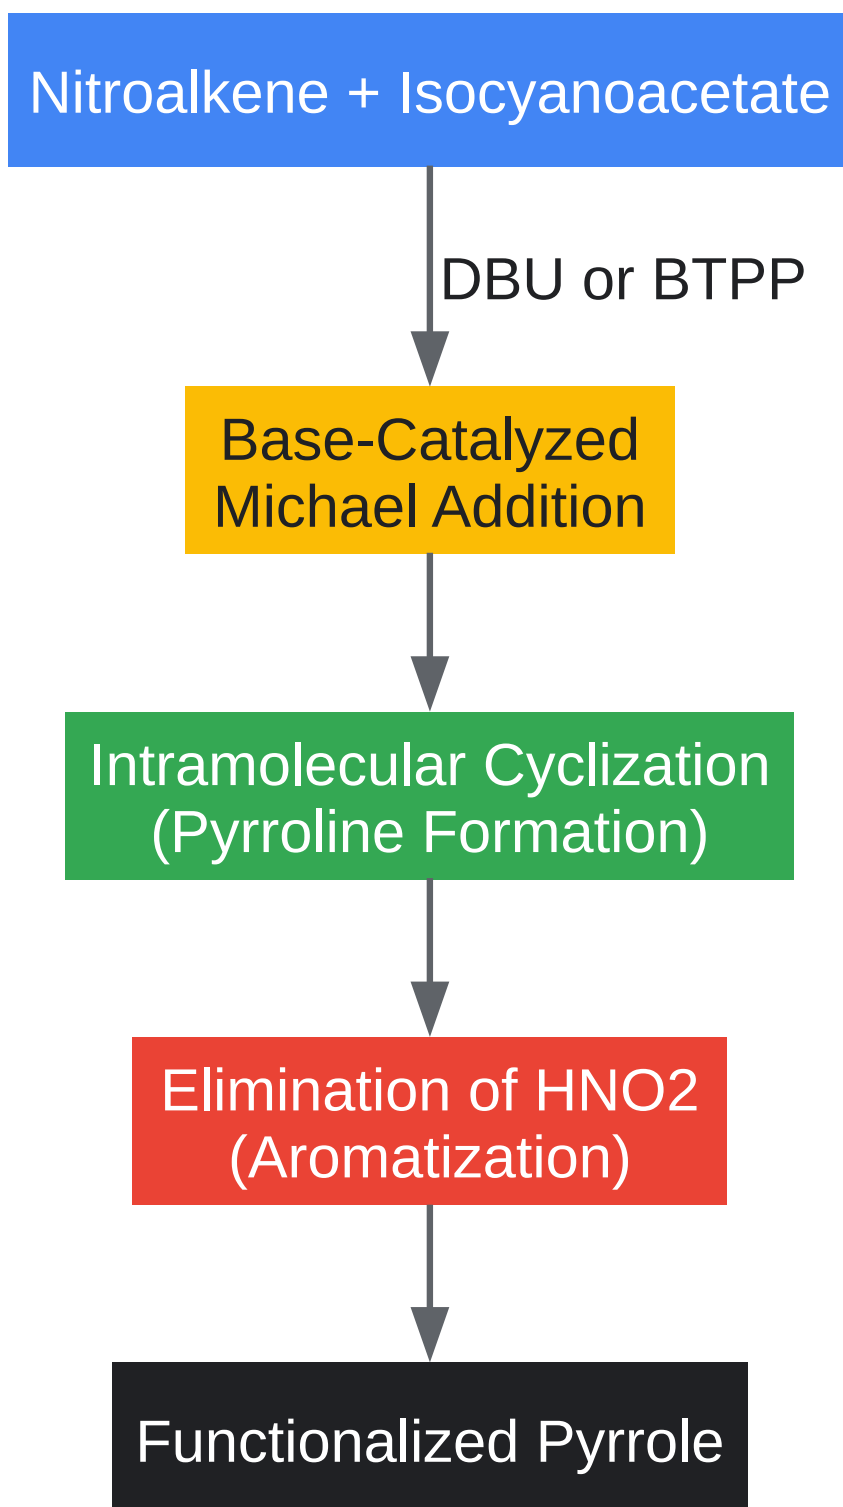 Nitroalkene + Isocyanoacetate
DBU or BTPP
Base-Catalyzed
Michael Addition
Intramolecular Cyclization
(Pyrroline Formation)
Elimination of HNO2
(Aromatization)
Functionalized Pyrrole